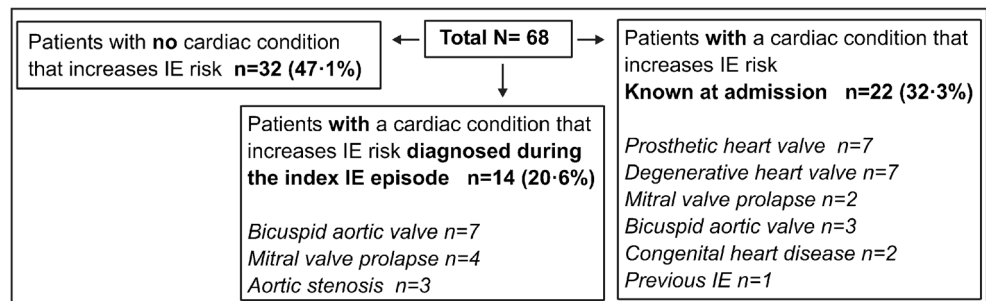 Total N= 68
Patients with no cardiac condition
that increases IE risk n=32 (47·1%)
Patients with a cardiac condition that
increases IE risk diagnosed during
the index IE episode n=14 (20·6%)
Bicuspid aortic valve n=7
Mitral valve prolapse n=4
Aortic stenosis n=3
Patients with a cardiac condition that
increases IE risk
Known at admission n=22 (32·3%)
Prosthetic heart valve n=7
Degenerative heart valve n=7
Mitral valve prolapse n=2
Bicuspid aortic valve n=3
Congenital heart disease n=2
Previous IE n=1